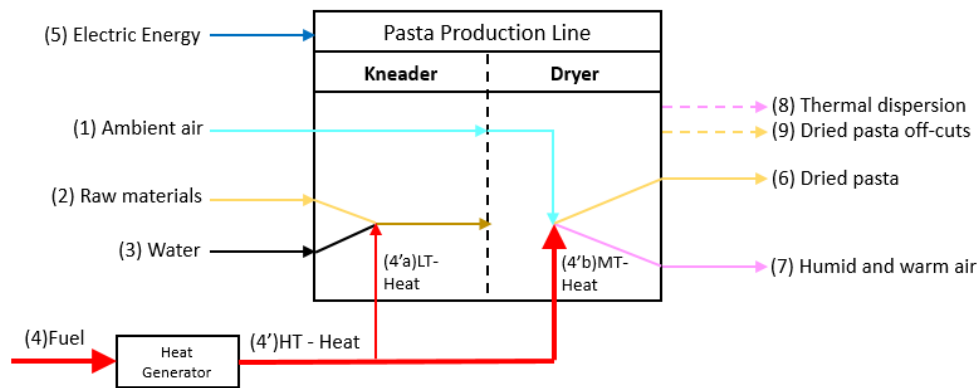 (5) Electric Energy
Pasta Production Line
Kneader
Dryer
(1) Ambient air
(2) Raw materials
(3) Water
(4'a)LT-
Heat
(4'b)MT-
Heat
(8) Thermal dispersion
(9) Dried pasta off-cuts
(6) Dried pasta
(7) Humid and warm air
(4)Fuel
Heat
Generator
(4')HT - Heat